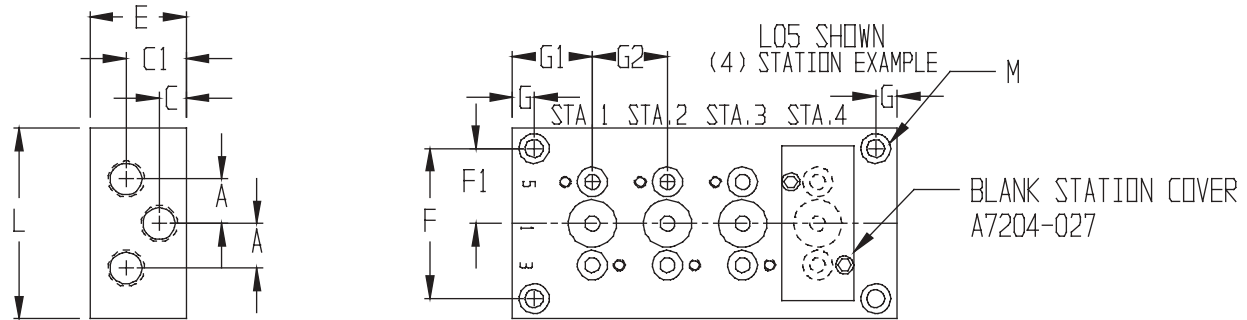 E
C1
C
L
A
A
L05 SHOWN
(4) STATION EXAMPLE
G1
G2
M
G
G
STA.1 STA.2 STA.3 STA.4
F1
F
5
1
3
BLANK STATION COVER
A7204-027